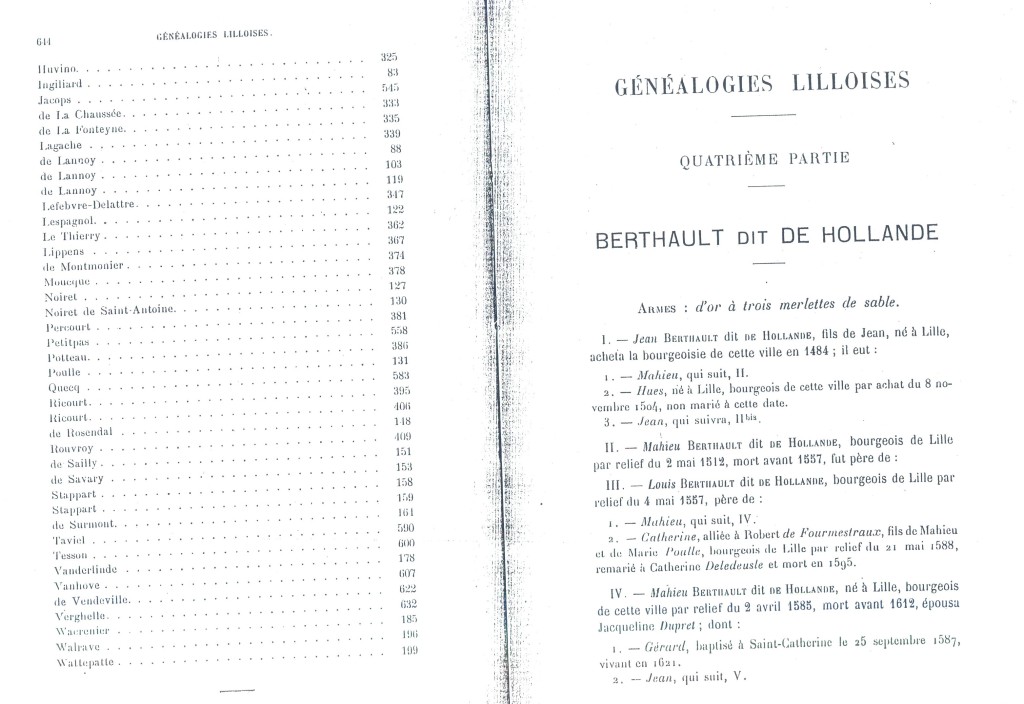 644 GÉNÉALOGIES LILLOISES.
Huvino. . . . . . . . . . . . . . . . . 325
Ingiliard . . . . . . . . . . . . . . . . . 83
Jacops . . . . . . . . . . . . . . . . . 545
de La Chaussée. . . . . . . . . . . . . . . . . 333
de La Fonteyne. . . . . . . . . . . . . . . . . 335
Lagache . . . . . . . . . . . . . . . . . 339
de Lannoy . . . . . . . . . . . . . . . . . 88
de Lannoy . . . . . . . . . . . . . . . . . 103
de Lannoy . . . . . . . . . . . . . . . . . 119
Lefebvre-Delattre. . . . . . . . . . . . . . . . . 347
Lespagnol. . . . . . . . . . . . . . . . . 122
Le Thierry . . . . . . . . . . . . . . . . . 362
Lippens . . . . . . . . . . . . . . . . . 367
de Montmonier . . . . . . . . . . . . . . . . . 374
Moucque . . . . . . . . . . . . . . . . . 378
Noiret . . . . . . . . . . . . . . . . . 127
Noiret de Saint-Antoine. . . . . . . . . . . . . . . . . 130
Percourt . . . . . . . . . . . . . . . . . 381
Petitpas . . . . . . . . . . . . . . . . . 558
Potteau. . . . . . . . . . . . . . . . . 386
Poulle . . . . . . . . . . . . . . . . . 131
Quecq . . . . . . . . . . . . . . . . . 583
Ricourt. . . . . . . . . . . . . . . . . 395
Ricourt. . . . . . . . . . . . . . . . . 406
de Rosendal . . . . . . . . . . . . . . . . . 148
Rouvroy . . . . . . . . . . . . . . . . . 409
de Sailly . . . . . . . . . . . . . . . . . 151
de Savary . . . . . . . . . . . . . . . . . 153
Stappart . . . . . . . . . . . . . . . . . 158
Stappart . . . . . . . . . . . . . . . . . 159
de Surmont. . . . . . . . . . . . . . . . . 161
Taviel . . . . . . . . . . . . . . . . . 590
Tesson . . . . . . . . . . . . . . . . . 600
Vanderlinde . . . . . . . . . . . . . . . . . 178
Vanhove . . . . . . . . . . . . . . . . . 607
de Vendeville. . . . . . . . . . . . . . . . . 622
Verghelle. . . . . . . . . . . . . . . . . 632
Wacrenier . . . . . . . . . . . . . . . . . 185
Walrave . . . . . . . . . . . . . . . . . 196
Wattepatte . . . . . . . . . . . . . . . . . 199
GÉNÉALOGIES LILLOISES
QUATRIÈME PARTIE
BERTHAULT DIT DE HOLLANDE
ARMES : d'or à trois merlettes de sable.
I. — Jean BERTHAULT dit DE HOLLANDE, fils de Jean, né à Lille,
acheta la bourgeoisie de cette ville en 1484 ; il eut :
1. — Mahieu, qui suit, II.
2. — Hues, né à Lille, bourgeois de cette ville par achat du 8 no-
vembre 1504, non marié à cette date.
3. — Jean, qui suivra, IIbis.
II. — Mahieu BERTHAULT dit DE HOLLANDE, bourgeois de Lille
par relief du 2 mai 1512, mort avant 1557, fut père de :
III. — Louis BERTHAULT dit DE HOLLANDE, bourgeois de Lille par
relief du 4 mai 1557, père de :
1. — Mahieu, qui suit, IV.
2. — Catherine, alliée à Robert de Fourmestraux, fils de Mahieu
et de Marie Poulle, bourgeois de Lille par relief du 21 mai 1588,
remarié à Catherine Deledeuste et mort en 1595.
IV. — Mahieu BERTHAULT dit DE HOLLANDE, né à Lille, bourgeois
de cette ville par relief du 2 avril 1585, mort avant 1612, épousa
Jacqueline Dupret ; dont :
1. — Gérard, baptisé à Saint-Catherine le 25 septembre 1587,
vivant en 1621.
2. — Jean, qui suit, V.